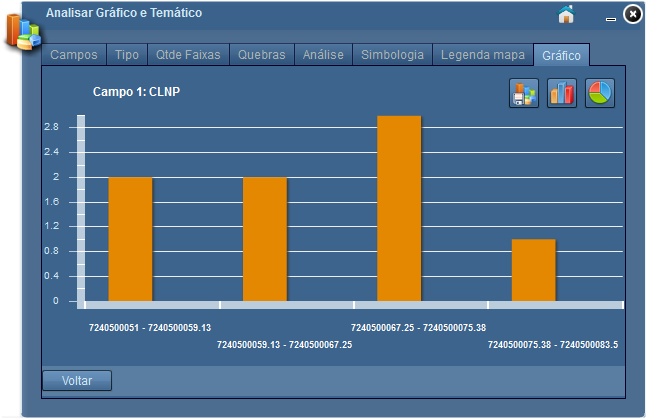 Analisar Gráfico e Temático
Campos Tipo Qtde Faixas Quebras Análise Simbologia Legenda mapa Gráfico
Campo 1: CLNP
2.8
2.4
2
1.6
1.2
0.8
0.4
0
7240500051 - 7240500059.13 7240500067.25 - 7240500075.38
7240500059.13 - 7240500067.25 7240500075.38 - 7240500083.5
Voltar